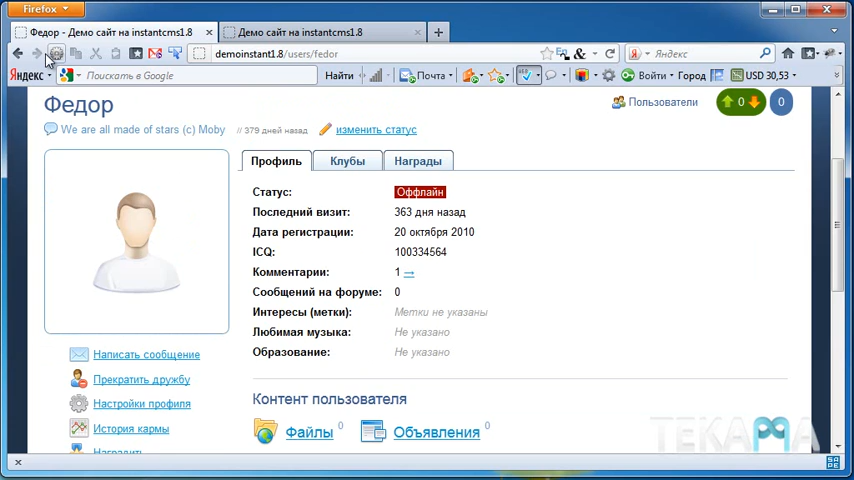 Firefox
Федор - Демо сайт на instantcms1.8 × Демо сайт на instantcms1.8 × +
demoinstant1.8/users/fedor En & Яндекс
Яндекс Поискать в Google Найти Почта Войти Город USD 30,53
Федор Пользователи 0 0
We are all made of stars (c) Moby // 379 дней назад изменить статус
Профиль Клубы Награды
Статус: Оффлайн
Последний визит: 363 дня назад
Дата регистрации: 20 октября 2010
ICQ: 100334564
Комментарии: 1 →
Сообщений на форуме: 0
Интересы (метки): Метки не указаны
Любимая музыка: Не указано
Образование: Не указано
Написать сообщение
Прекратить дружбу
Настройки профиля
История кармы
Наградить
Контент пользователя
Файлы 0 Объявления 0
ТЕКАМА